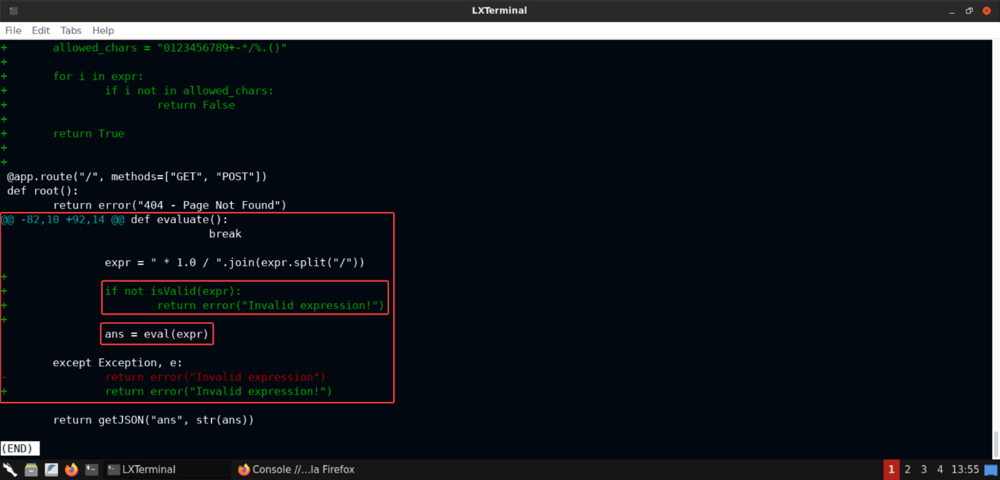 LXTerminal
File Edit Tabs Help
+ allowed_chars = "0123456789+-*/%.()"
+
+ for i in expr:
+ if i not in allowed_chars:
+ return False
+
+ return True
+
+
@app.route("/", methods=["GET", "POST"])
def root():
return error("404 - Page Not Found")
@@ -82,10 +92,14 @@ def evaluate():
break
expr = " * 1.0 / ".join(expr.split("/"))
+
+ if not isValid(expr):
+ return error("Invalid expression!")
+
ans = eval(expr)
except Exception, e:
- return error("Invalid expression")
+ return error("Invalid expression!")
return getJSON("ans", str(ans))
(END)
LXTerminal Console //...la Firefox 1 2 3 4 13:55